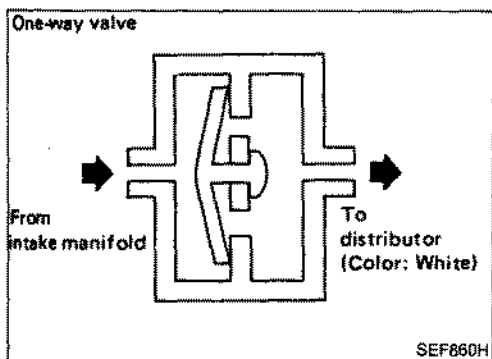 One-way valve
From
intake manifold
To
distributor
(Color: White)
SEF860H